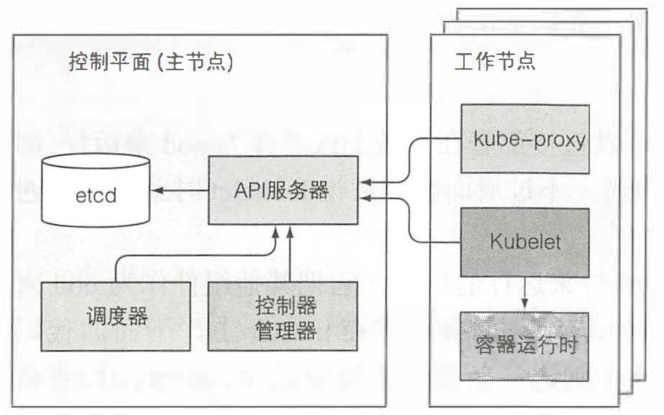 控制平面(主节点)
工作节点
kube-proxy
etcd
API服务器
Kubelet
调度器
控制器
管理器
容器运行时